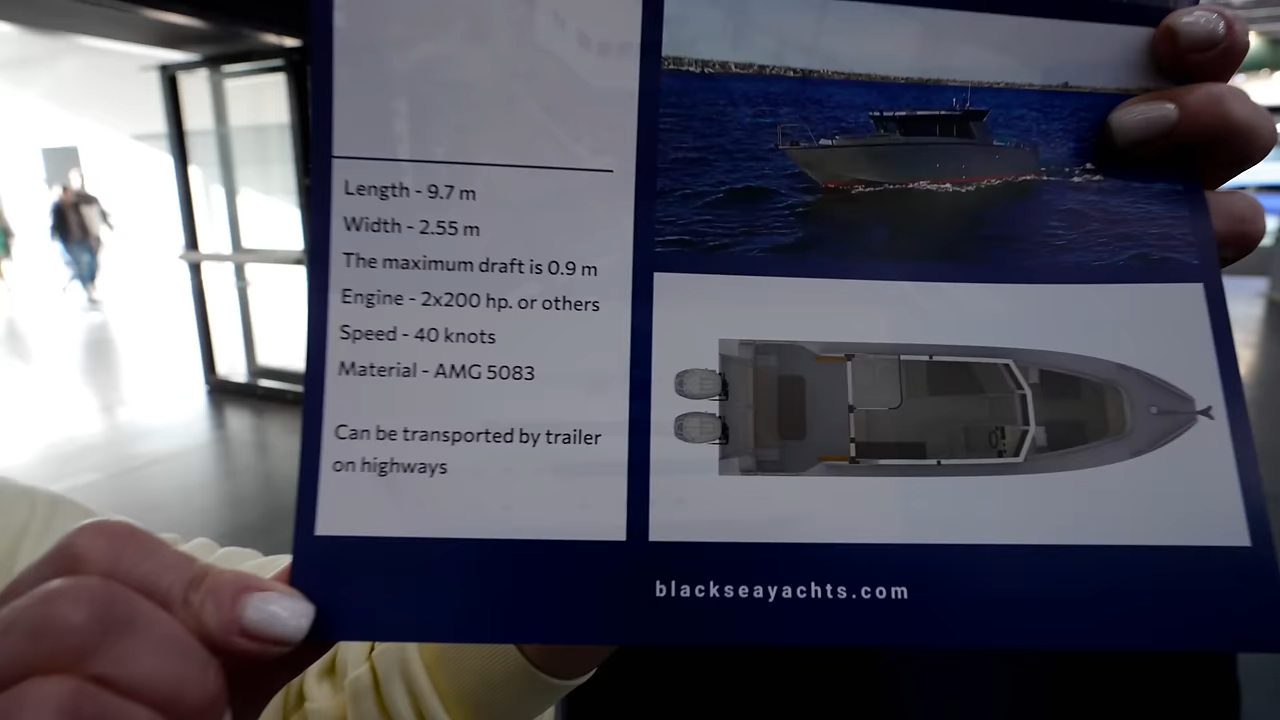 Length - 9.7 m
Width - 2.55 m
The maximum draft is 0.9 m
Engine - 2x200 hp. or others
Speed - 40 knots
Material - AMG 5083
Can be transported by trailer
on highways
blackseayachts.com